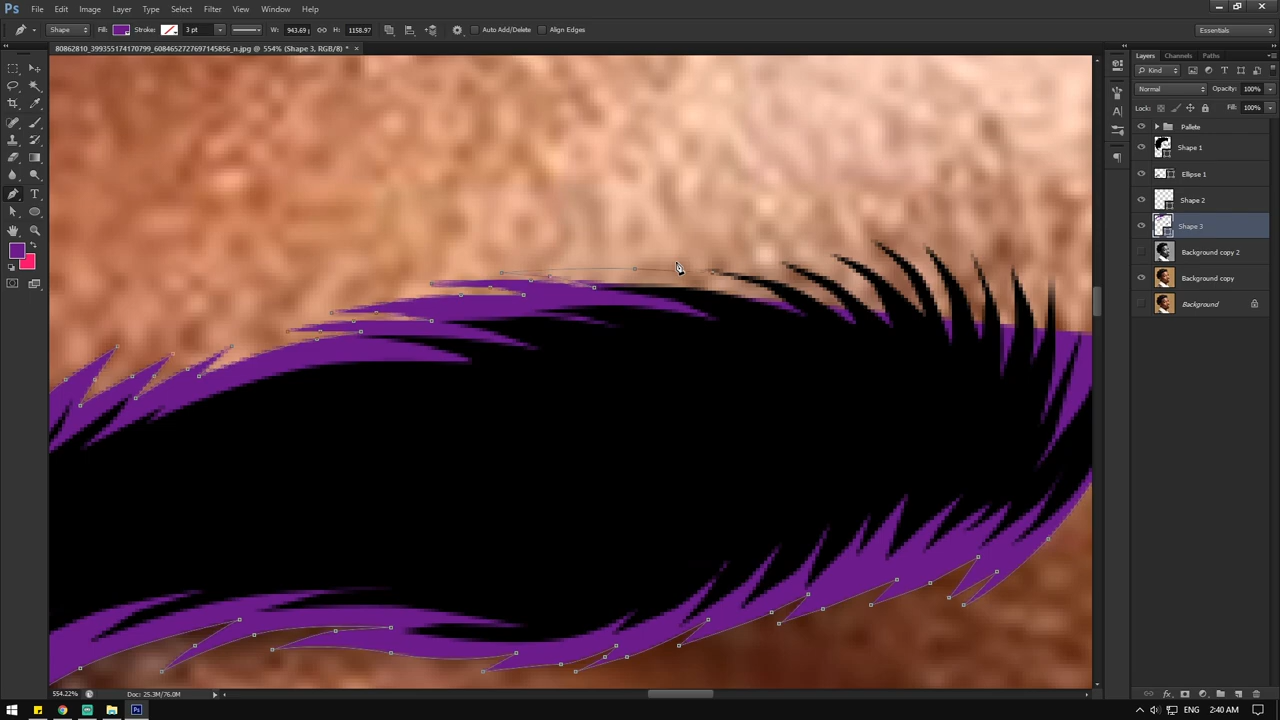 Ps File Edit Image Layer Type Select Filter View Window Help
Shape Fill: Stroke: 3 pt W: 943.69 H: 1158.97 Auto Add/Delete Align Edges Essentials
80862810_399355174170799_6084652727697145856_n.jpg @ 554% (Shape 3, RGB/8) * ×
Layers Channels Paths
Kind
Normal Opacity: 100%
Lock: Fill: 100%
Pallete
Shape 1
Ellipse 1
Shape 2
Shape 3
Background copy 2
Background copy
Background
554.22% Doc: 25.3M/76.0M
ENG 2:40 AM